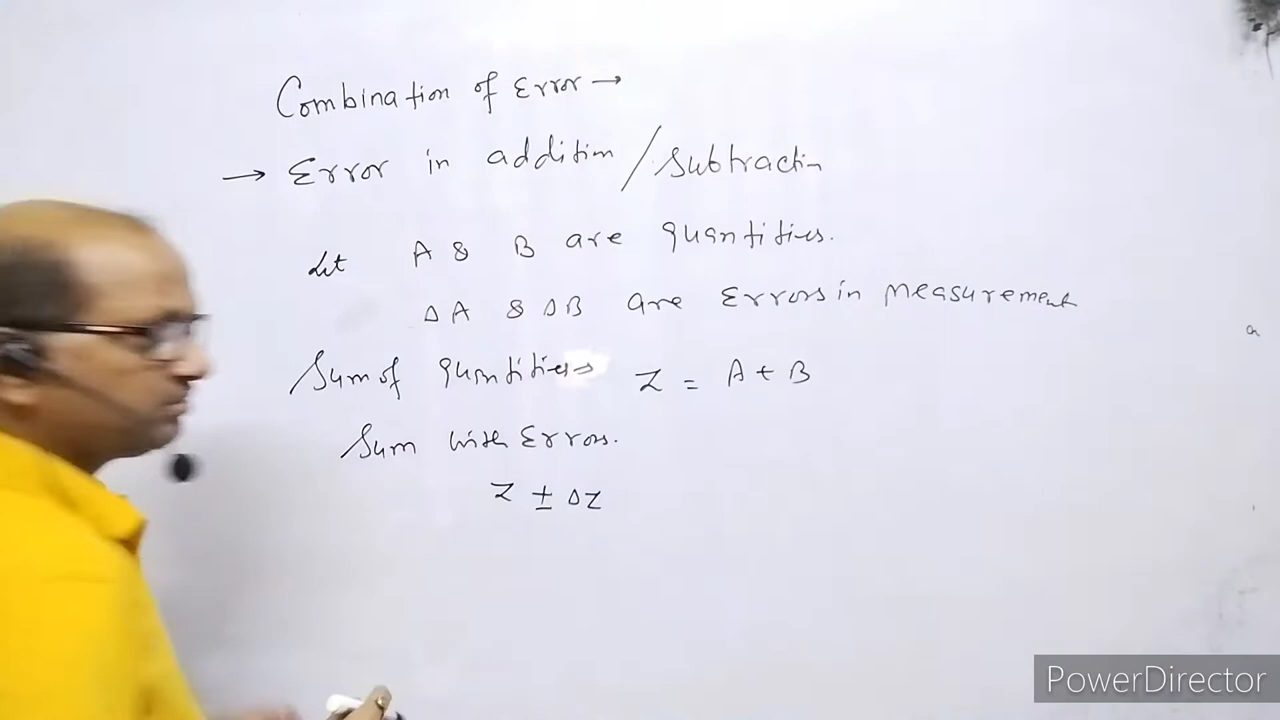 Combination of Error →
→ Error in addition / Subtraction
Let A & B are quantities.
ΔA & ΔB are Errors in measurement
Sum of quantities Z = A + B
Sum with Errors.
Z ± ΔZ
a
PowerDirector